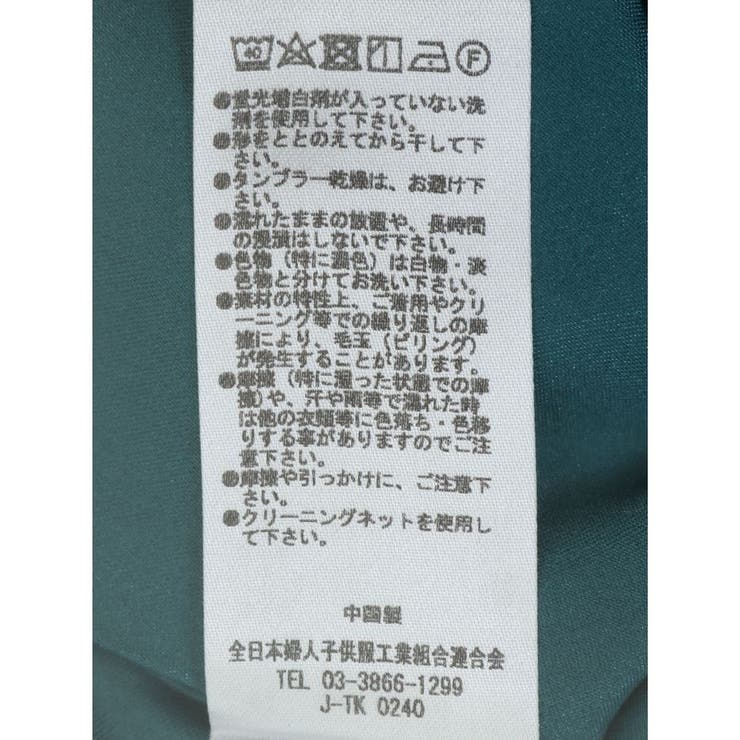 40 F
●蛍光増白剤が入っていない洗
剤を使用して下さい。
●形をととのえてから干して下
さい。
●タンブラー乾燥は、お避け下
さい。
●濡れたままの放置や、長時間
の浸漬はしないで下さい。
●色物(特に濃色)は白物・淡
色物と分けてお洗い下さい。
●素材の特性上、ご着用やクリ
ーニング等での繰り返しの摩
擦により、毛玉(ピリング)
が発生することがあります。
●摩擦(特に湿った状態での摩
擦)や、汗や雨等で濡れた時
は他の衣類等に色落ち・色移
りする事がありますのでご注
意下さい。
●摩擦や引っかけに、ご注意下
さい。
●クリーニングネットを使用し
て下さい。
中国製
全日本婦人子供服工業組合連合会
TEL 03-3866-1299
J-TK 0240